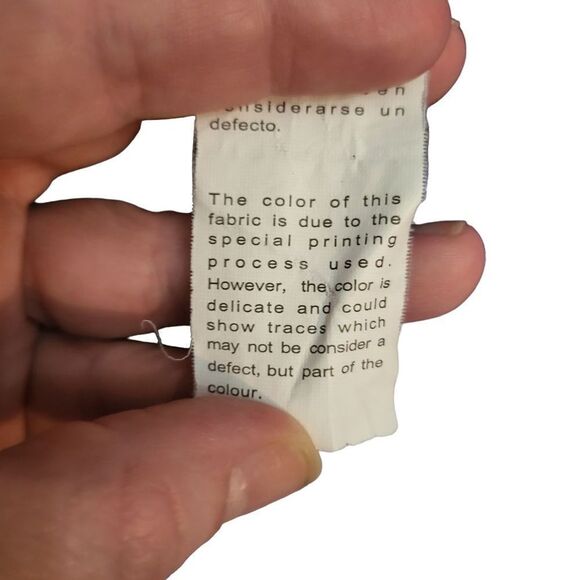 considerarse un
defecto.
The color of this
fabric is due to the
special printing
process used.
However, the color is
delicate and could
show traces which
may not be consider a
defect, but part of the
colour.